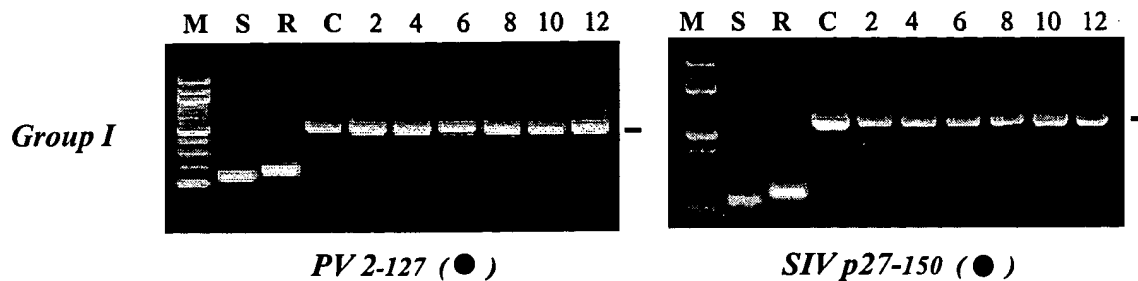 M S R C 2 4 6 8 10 12
M S R C 2 4 6 8 10 12
Group I
PV 2-127 (●)
SIV p27-150 (●)